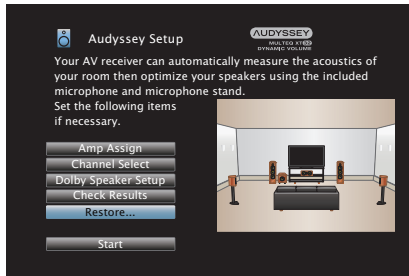 Audyssey Setup
AUDYSSEY
MULTEQ XT32
DYNAMIC VOLUME
Your AV receiver can automatically measure the acoustics of
your room then optimize your speakers using the included
microphone and microphone stand.
Set the following items
if necessary.
Amp Assign
Channel Select
Dolby Speaker Setup
Check Results
Restore...
Start